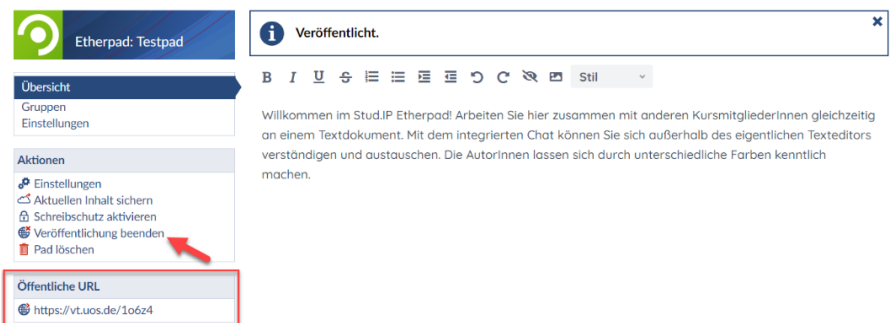 Etherpad: Testpad
Übersicht
Gruppen
Einstellungen
Aktionen
Einstellungen
Aktuellen Inhalt sichern
Schreibschutz aktivieren
Veröffentlichung beenden
Pad löschen
Öffentliche URL
https://vt.uos.de/1o6z4
Veröffentlicht.
B I U S Stil
Willkommen im Stud.IP Etherpad! Arbeiten Sie hier zusammen mit anderen KursmitgliederInnen gleichzeitig
an einem Textdokument. Mit dem integrierten Chat können Sie sich außerhalb des eigentlichen Texteditors
verständigen und austauschen. Die AutorInnen lassen sich durch unterschiedliche Farben kenntlich
machen.